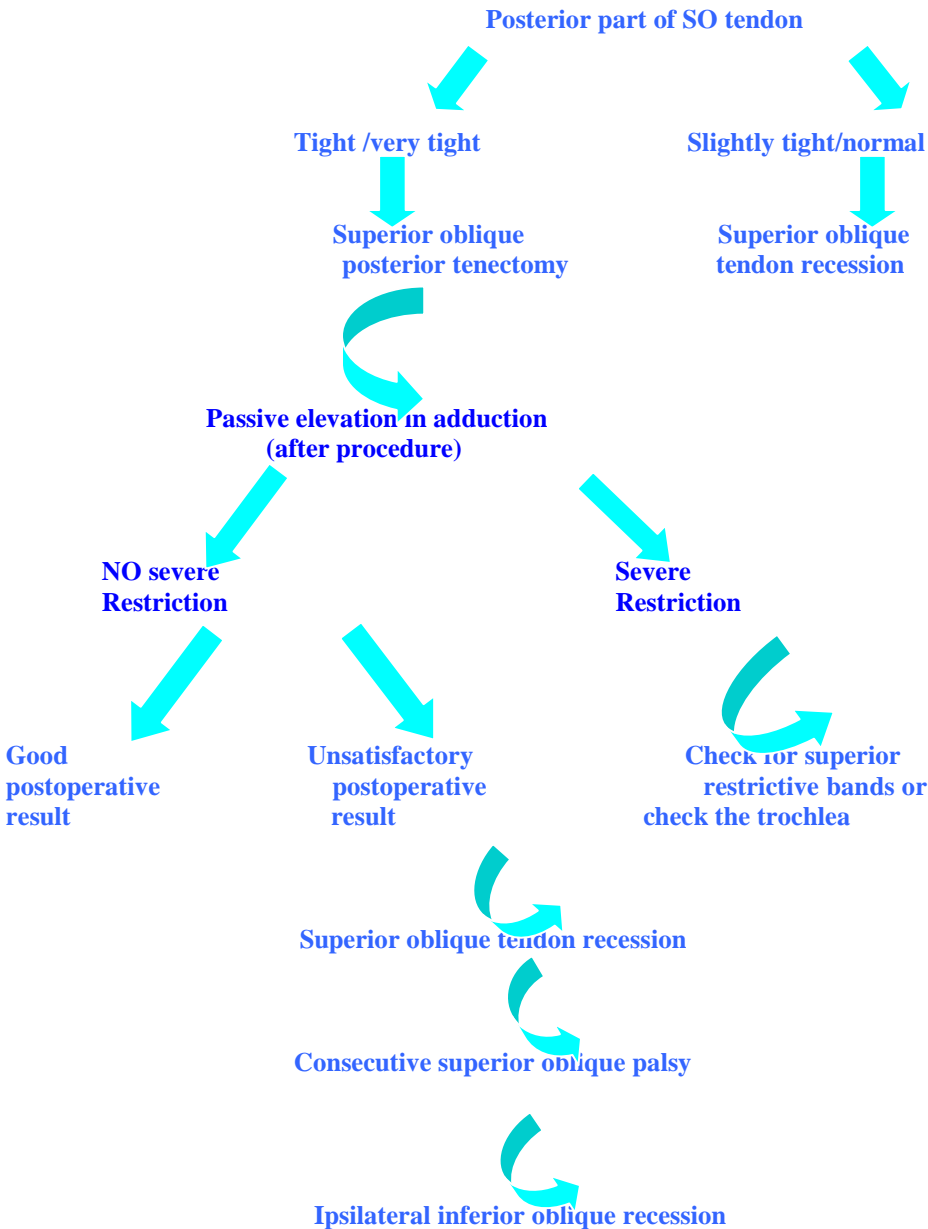 Posterior part of SO tendon
Tight /very tight
Slightly tight/normal
Superior oblique
posterior tenectomy
Superior oblique
tendon recession
Passive elevation in adduction
(after procedure)
NO severe
Restriction
Severe
Restriction
Good
postoperative
result
Unsatisfactory
postoperative
result
Check for superior
restrictive bands or
check the trochlea
Superior oblique tendon recession
Consecutive superior oblique palsy
Ipsilateral inferior oblique recession